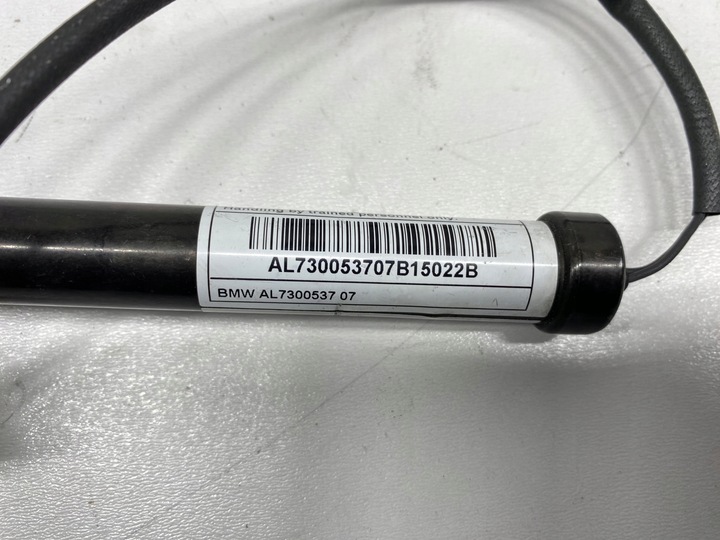 Handling by trained personnel only.
AL730053707B15022B
BMW AL7300537 07